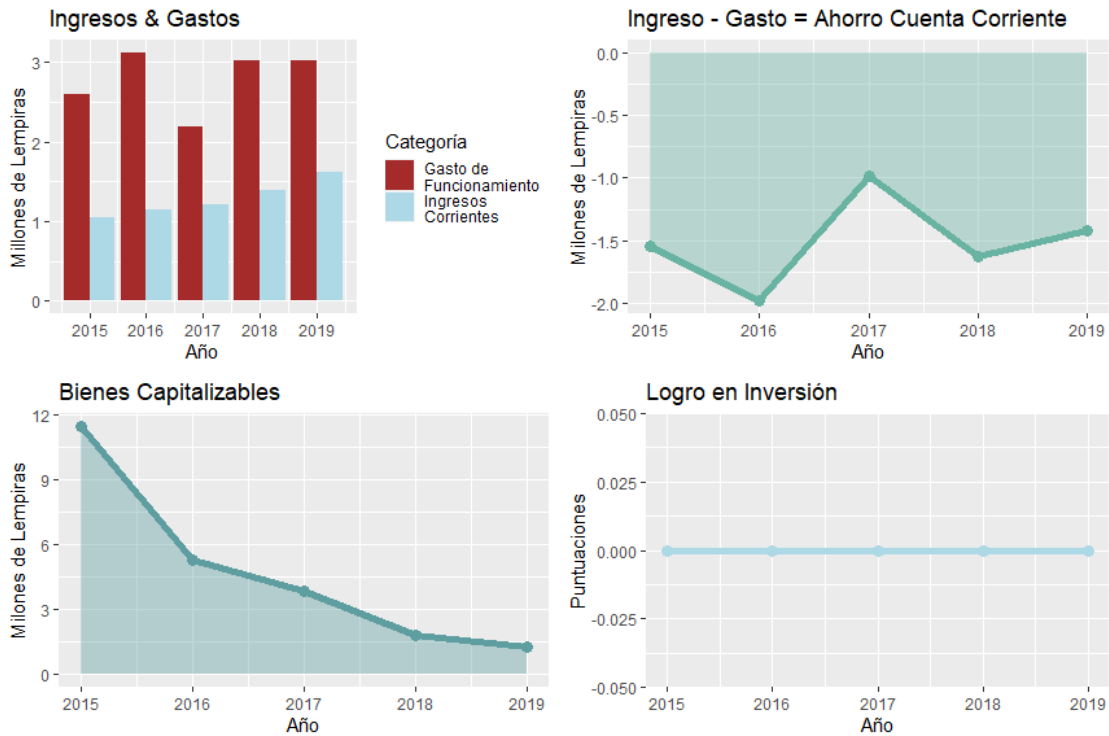 Ingresos & Gastos
Millones de Lempiras
3
2
1
0
2015 2016 2017 2018 2019
Año
Categoría
Gasto de
Funcionamiento
Ingresos
Corrientes
Ingreso - Gasto = Ahorro Cuenta Corriente
Milones de Lempiras
0.0
-0.5
-1.0
-1.5
-2.0
2015 2016 2017 2018 2019
Año
Bienes Capitalizables
Milones de Lempiras
12
9
6
3
0
2015 2016 2017 2018 2019
Año
Logro en Inversión
Puntuaciones
0.050
0.025
0.000
-0.025
-0.050
2015 2016 2017 2018 2019
Año